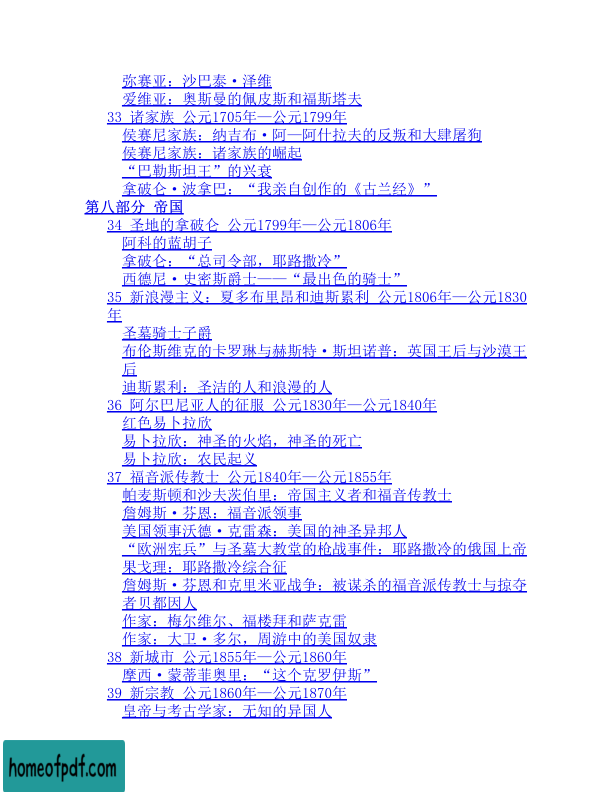 弥赛亚：沙巴泰·泽维
爱维亚：奥斯曼的佩皮斯和福斯塔夫
33 诸家族 公元1705年—公元1799年
侯赛尼家族：纳吉布·阿—阿什拉夫的反叛和大肆屠狗
侯赛尼家族：诸家族的崛起
“巴勒斯坦王”的兴衰
拿破仑·波拿巴：“我亲自创作的《古兰经》”
第八部分 帝国
34 圣地的拿破仑 公元1799年—公元1806年
阿科的蓝胡子
拿破仑：“总司令部，耶路撒冷”
西德尼·史密斯爵士——“最出色的骑士”
35 新浪漫主义：夏多布里昂和迪斯累利 公元1806年—公元1830
年
圣墓骑士子爵
布伦斯维克的卡罗琳与赫斯特·斯坦诺普：英国王后与沙漠王
后
迪斯累利：圣洁的人和浪漫的人
36 阿尔巴尼亚人的征服 公元1830年—公元1840年
红色易卜拉欣
易卜拉欣：神圣的火焰，神圣的死亡
易卜拉欣：农民起义
37 福音派传教士 公元1840年—公元1855年
帕麦斯顿和沙夫茨伯里：帝国主义者和福音传教士
詹姆斯·芬恩：福音派领事
美国领事沃德·克雷森：美国的神圣异邦人
“欧洲宪兵”与圣墓大教堂的枪战事件：耶路撒冷的俄国上帝
果戈理：耶路撒冷综合征
詹姆斯·芬恩和克里米亚战争：被谋杀的福音派传教士与掠夺
者贝都因人
作家：梅尔维尔、福楼拜和萨克雷
作家：大卫·多尔，周游中的美国奴隶
38 新城市 公元1855年—公元1860年
摩西·蒙蒂菲奥里：“这个克罗伊斯”
39 新宗教 公元1860年—公元1870年
皇帝与考古学家：无知的异国人
homeofpdf.com